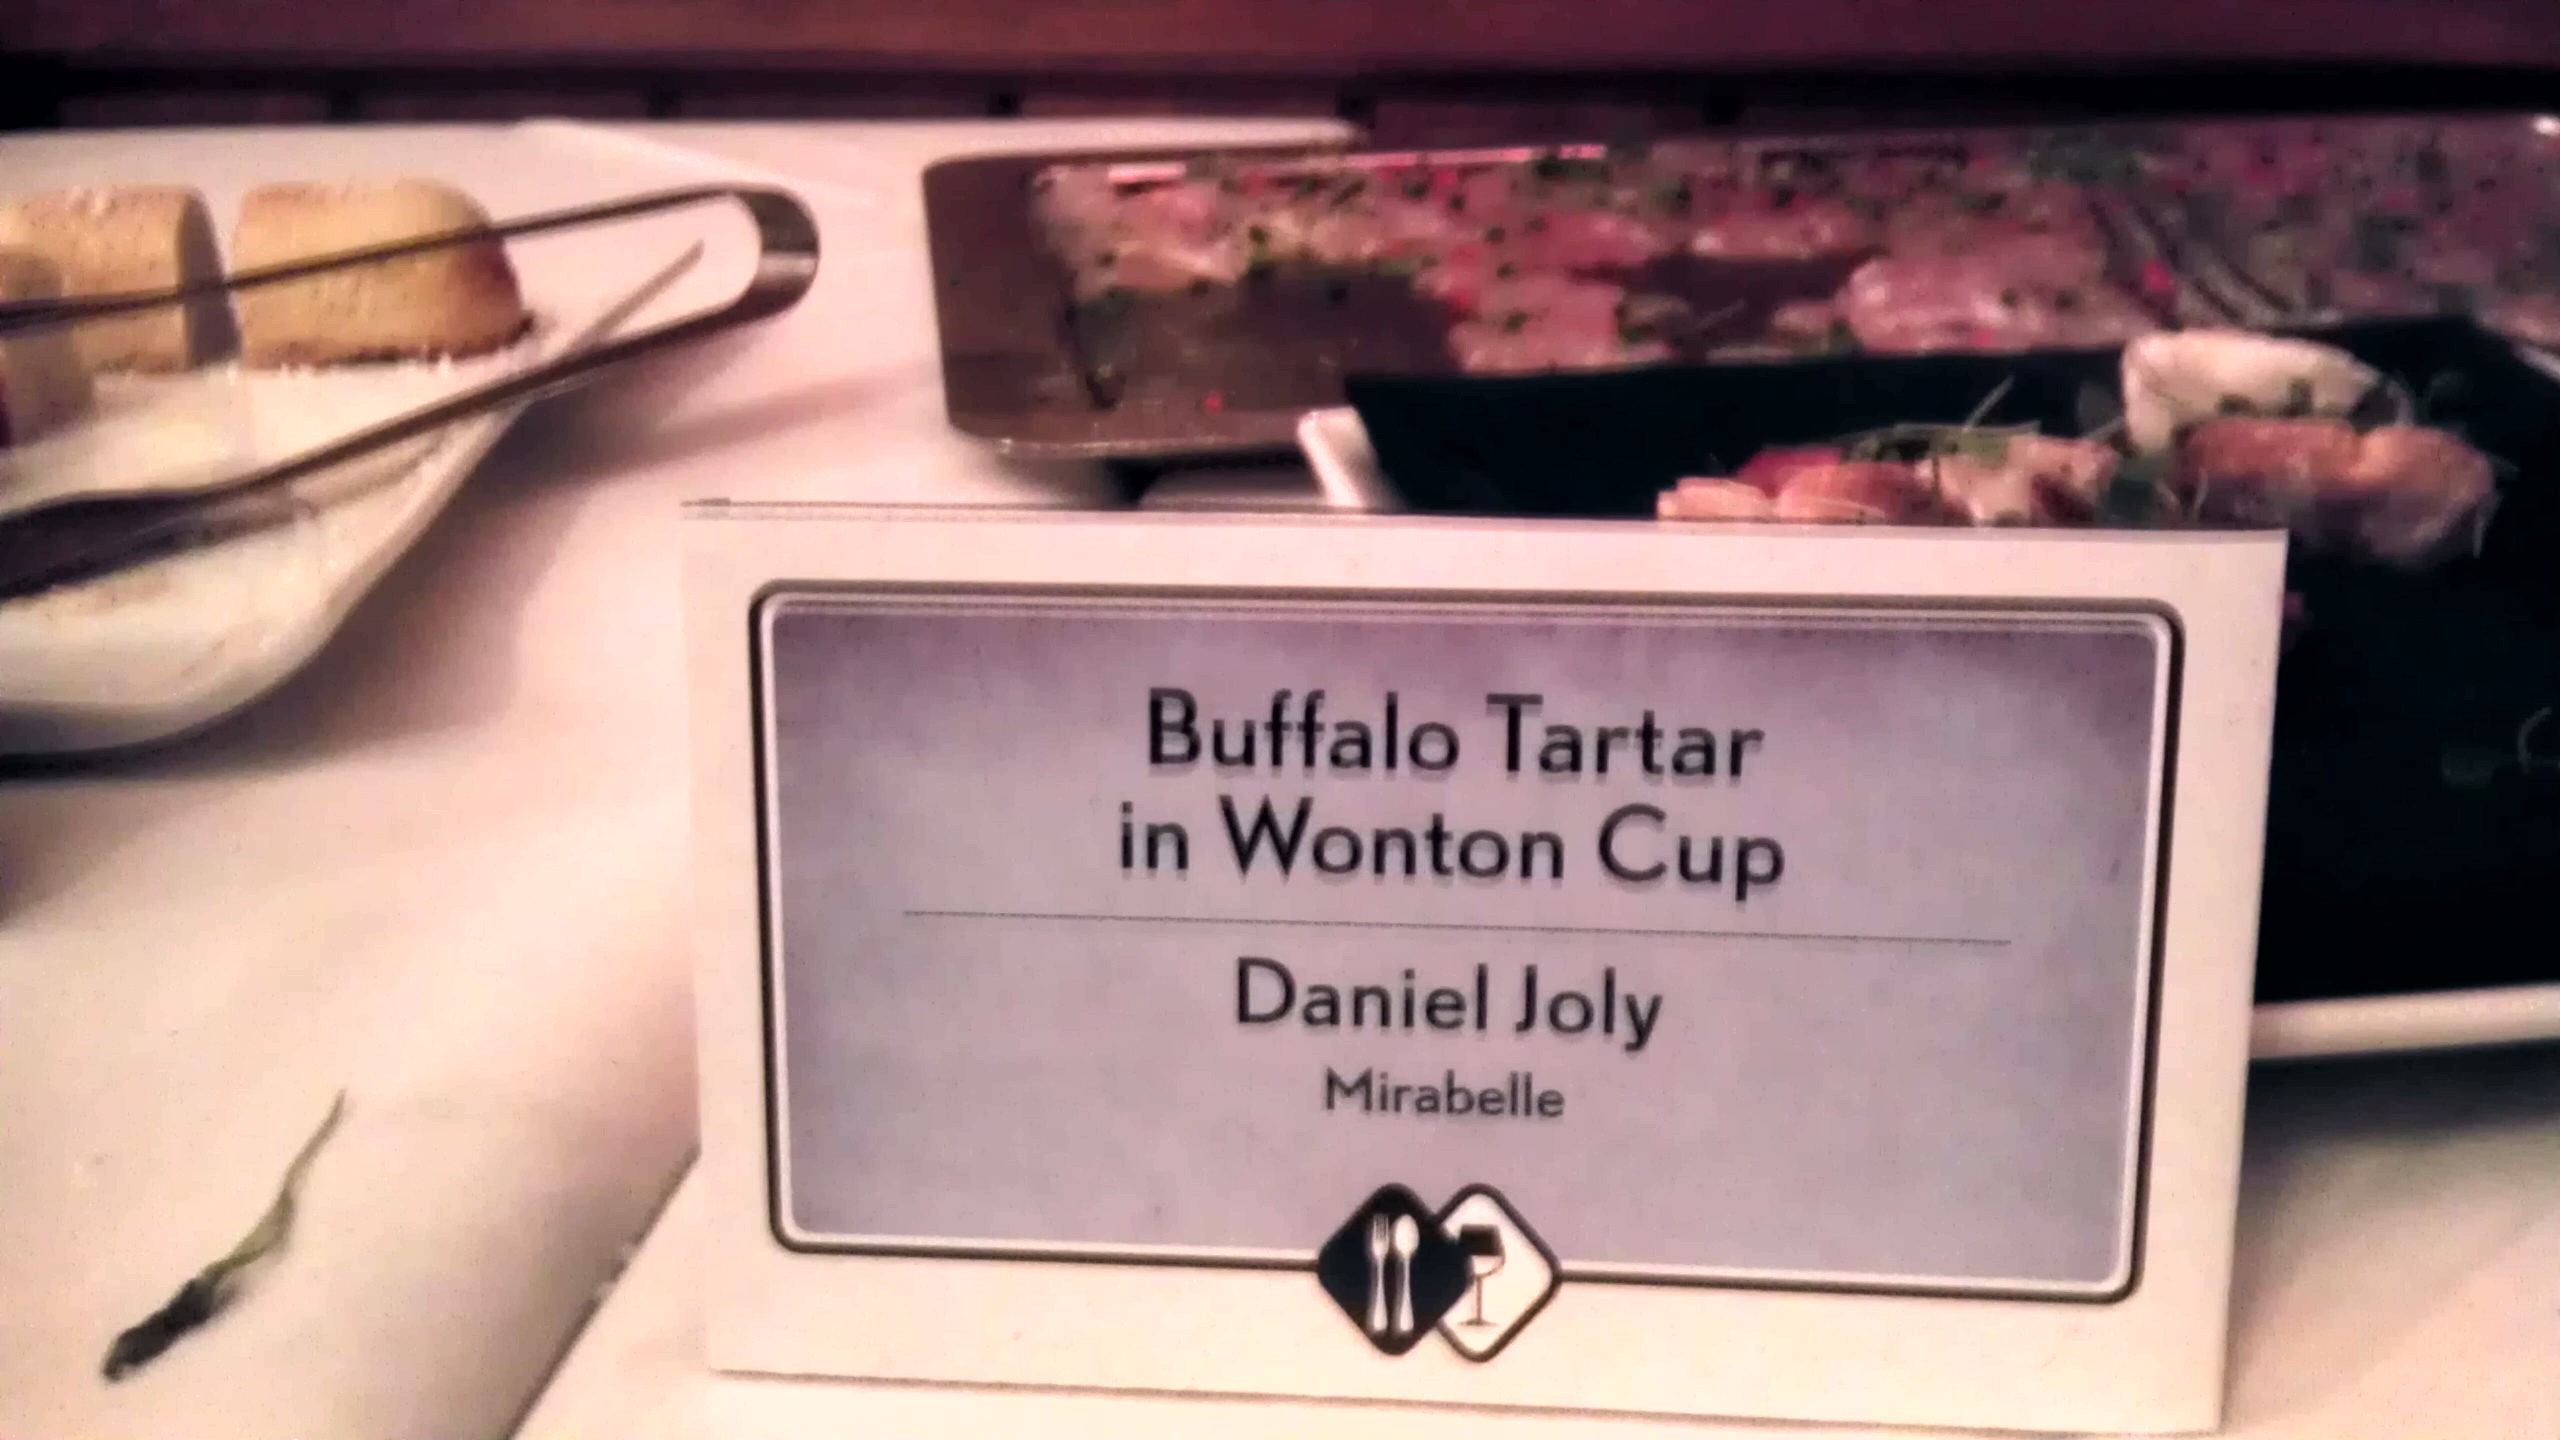 Buffalo Tartar
in Wonton Cup
Daniel Joly
Mirabelle